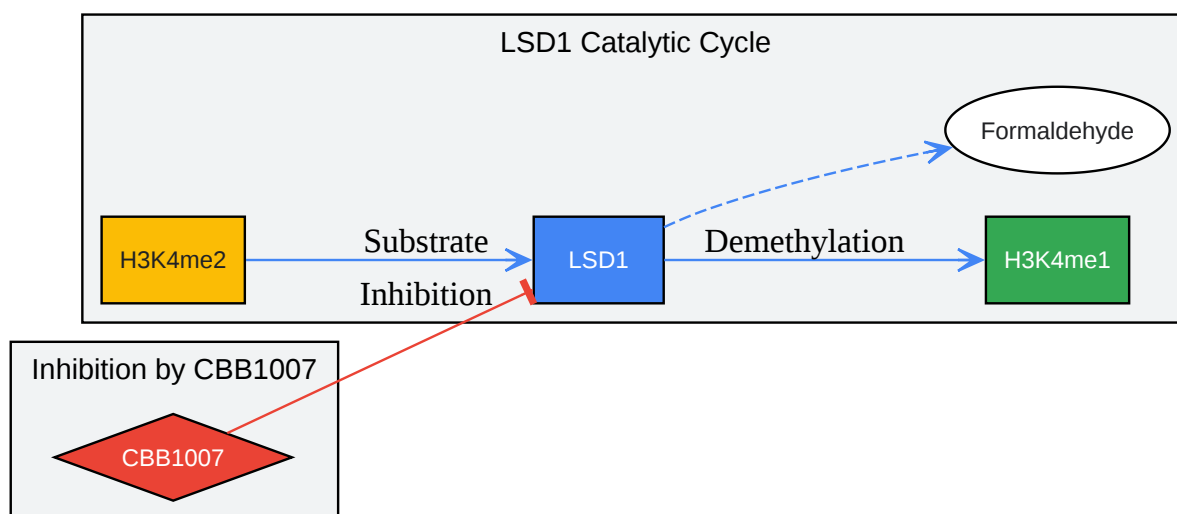 LSD1 Catalytic Cycle
Formaldehyde
H3K4me2
Substrate
LSD1
Demethylation
H3K4me1
Inhibition
Inhibition by CBB1007
CBB1007